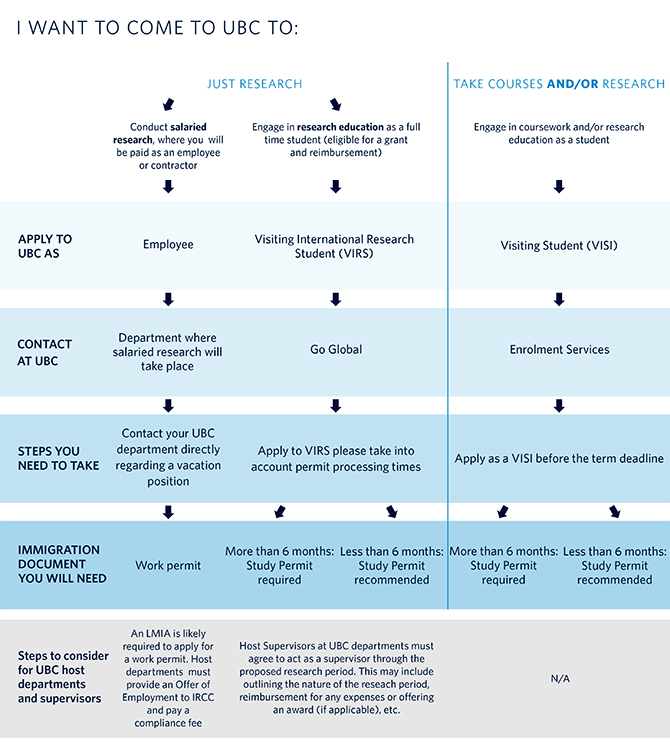 I WANT TO COME TO UBC TO:
JUST RESEARCH
TAKE COURSES AND/OR RESEARCH
Conduct salaried
research, where you will
be paid as an employee
or contractor
Engage in research education as a full
time student (eligible for a grant
and reimbursement)
Engage in coursework and/or research
education as a student
APPLY TO
UBC AS
Employee
Visiting International Research
Student (VIRS)
Visiting Student (VISI)
CONTACT
AT UBC
Department where
salaried research will
take place
Go Global
Enrolment Services
STEPS YOU
NEED TO TAKE
Contact your UBC
department directly
regarding a vacation
position
Apply to VIRS please take into
account permit processing times
Apply as a VISI before the term deadline
IMMIGRATION
DOCUMENT
YOU WILL NEED
Work permit
More than 6 months:
Study Permit
required
Less than 6 months:
Study Permit
recommended
More than 6 months:
Study Permit
required
Less than 6 months:
Study Permit
recommended
Steps to consider
for UBC host
departments
and supervisors
An LMIA is likely
required to apply for
a work permit. Host
departments must
provide an Offer of
Employment to IRCC
and pay a
compliance fee
Host Supervisors at UBC departments must
agree to act as a supervisor through the
proposed research period. This may include
outlining the nature of the reseach period,
reimbursement for any expenses or offering
an award (if applicable), etc.
N/A